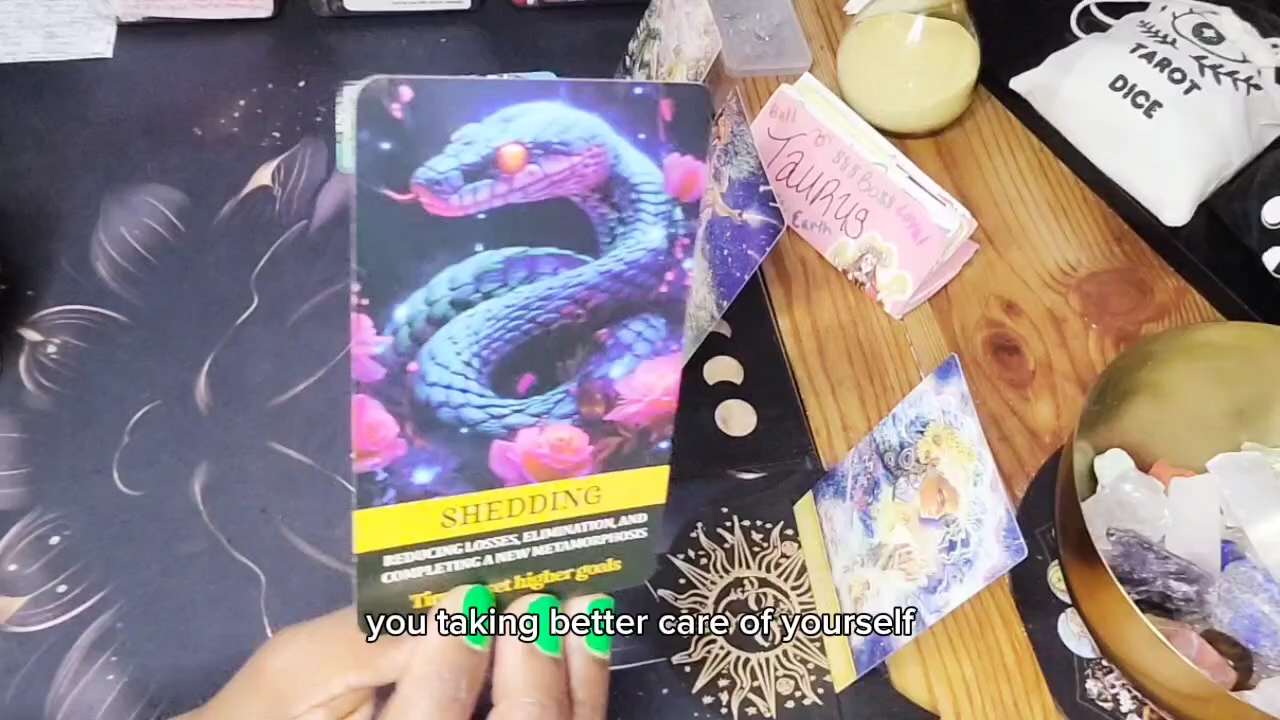 TAROT
DICE
Bull
$$$ Boss
Taurus
Earth
SHEDDING
REDUCING LOSSES, ELIMINATION, AND
COMPLETING A NEW METAMORPHOSIS
higher goals
you taking better care of yourself